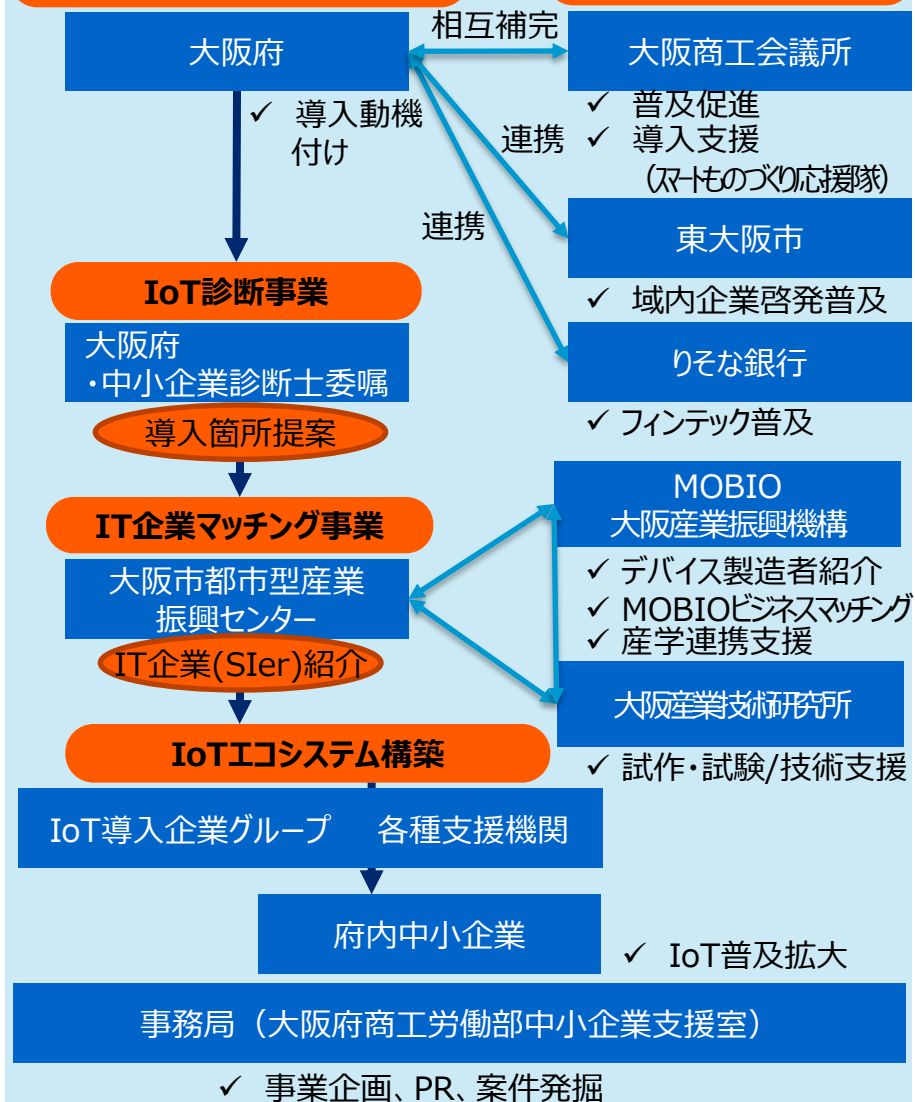 大阪府
相互補完
大阪商工会議所
✓ 導入動機
付け
連携
✓ 普及促進
✓ 導入支援
（スマートものづくり応援隊）
連携
東大阪市
✓ 域内企業啓発普及
IoT診断事業
大阪府
・中小企業診断士委嘱
りそな銀行
✓ フィンテック普及
導入箇所提案
IT企業マッチング事業
MOBIO
大阪産業振興機構
✓ デバイス製造者紹介
✓ MOBIOビジネスマッチング
✓ 産学連携支援
大阪市都市型産業
振興センター
IT企業(SIer)紹介
大阪産業技術研究所
✓ 試作・試験/技術支援
IoTエコシステム構築
IoT導入企業グループ 各種支援機関
府内中小企業
✓ IoT普及拡大
事務局（大阪府商工労働部中小企業支援室）
✓ 事業企画、PR、案件発掘